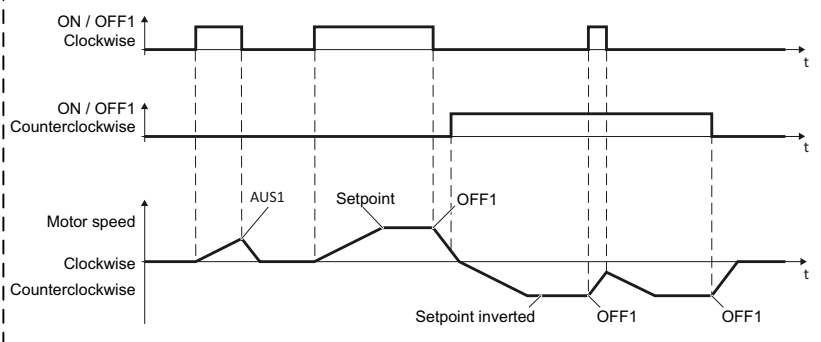 ON / OFF1
Clockwise
t
ON / OFF1
Counterclockwise
t
AUS1
Setpoint
OFF1
Motor speed
Clockwise
t
Counterclockwise
Setpoint inverted
OFF1
OFF1